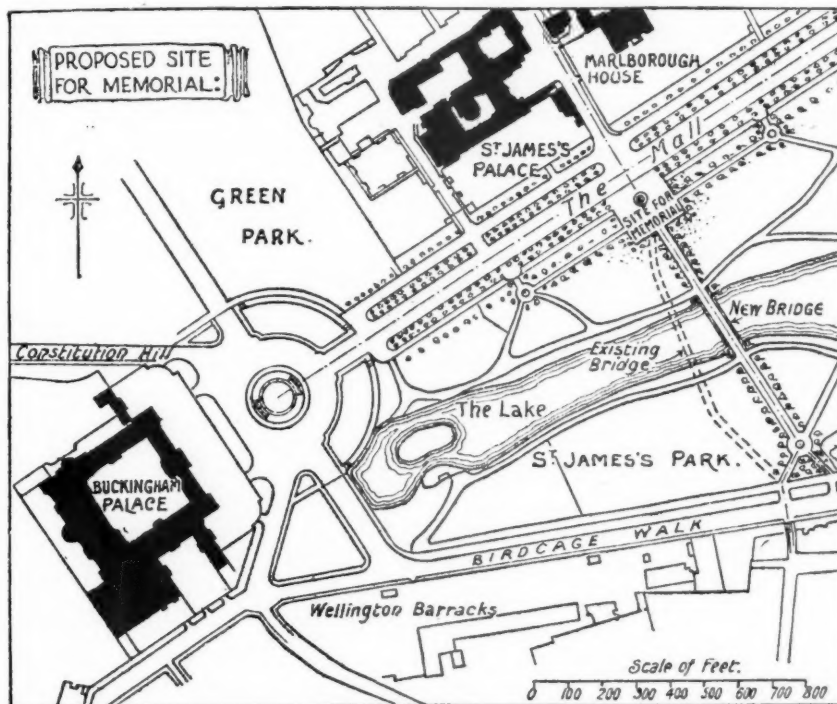 PROPOSED SITE
FOR MEMORIAL:
MARLBOROUGH
HOUSE
ST JAMES'S
PALACE
The Mall
GREEN
PARK.
SITE FOR
MEMORIAL
NEW BRIDGE
Existing
Bridge
Constitution Hill
The Lake
ST JAMES'S PARK.
BUCKINGHAM
PALACE
BIRDCAGE WALK
Wellington Barracks
Scale of Feet.
0 100 200 300 400 500 600 700 800